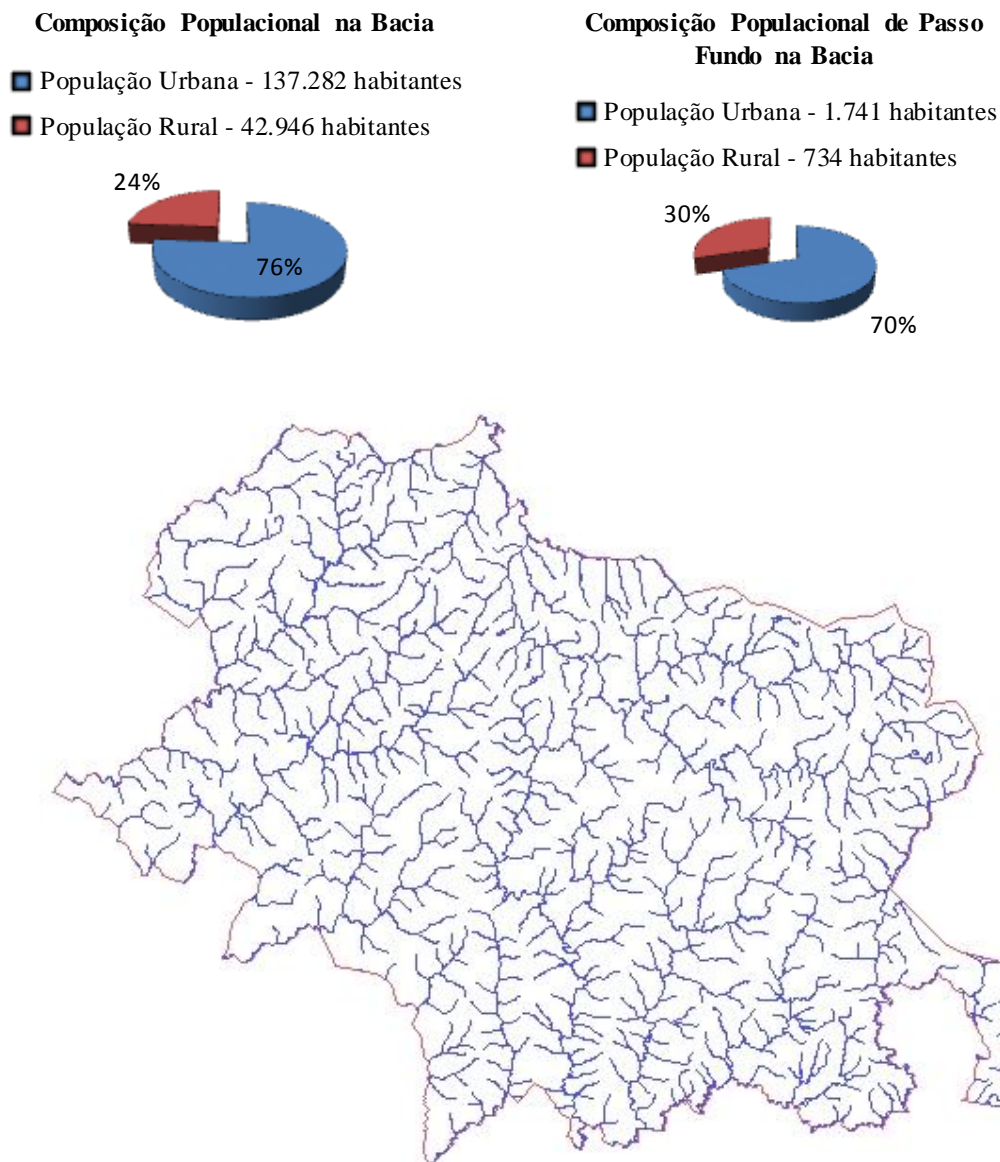 Composição Populacional na Bacia
População Urbana - 137.282 habitantes
População Rural - 42.946 habitantes
24%
76%
Composição Populacional de Passo
Fundo na Bacia
População Urbana - 1.741 habitantes
População Rural - 734 habitantes
30%
70%